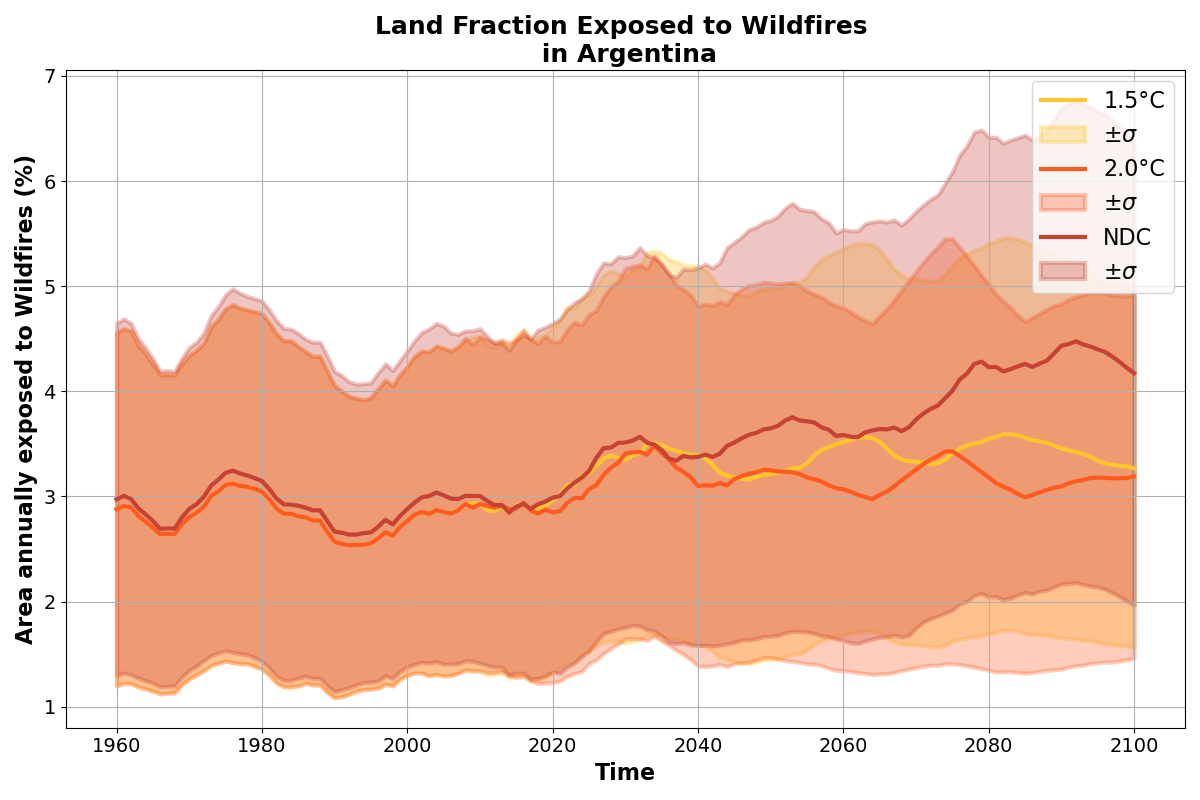 Land Fraction Exposed to Wildfires
in Argentina
Area annually exposed to Wildfires (%)
7
6
5
4
3
2
1
1.5°C
±σ
2.0°C
±σ
NDC
±σ
1960 1980 2000 2020 2040 2060 2080 2100
Time